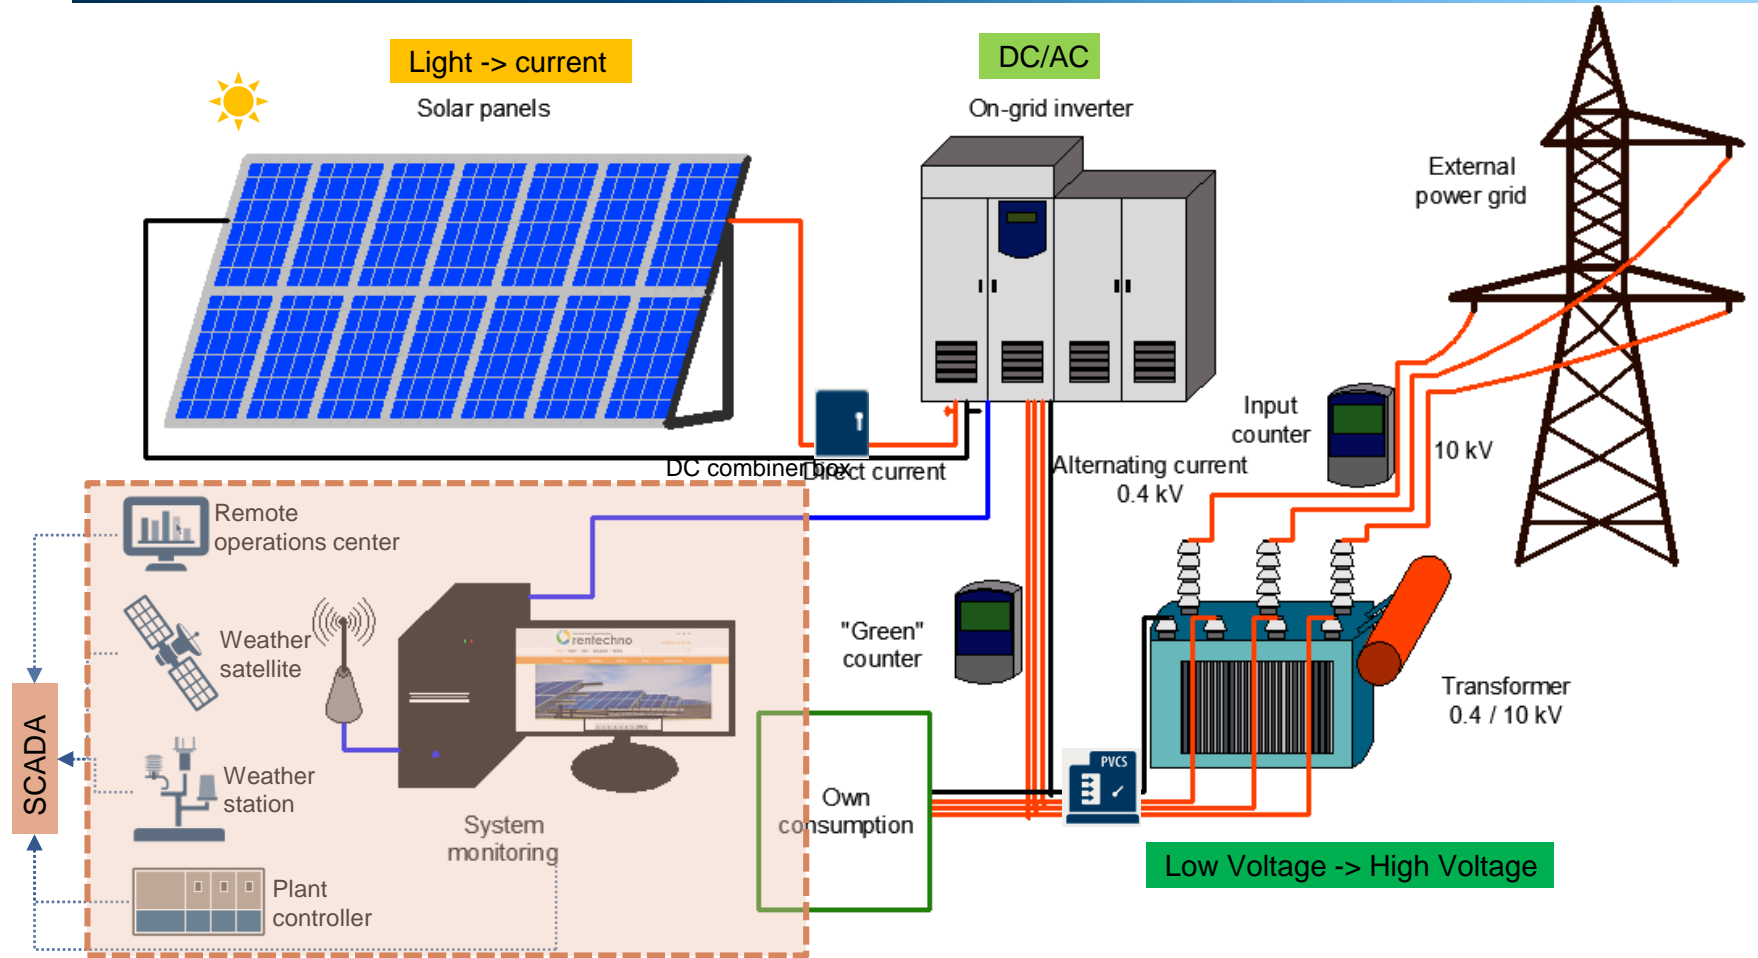 Light -> current
DC/AC
Solar panels
On-grid inverter
External
power grid
Input
counter
10 kV
DC combiner box
Direct current
Alternating current
0.4 kV
Remote
operations center
Weather
satellite
rentechno
"Green"
counter
Transformer
0.4 / 10 kV
SCADA
Weather
station
PVCS
Own
consumption
System
monitoring
Low Voltage -> High Voltage
Plant
controller